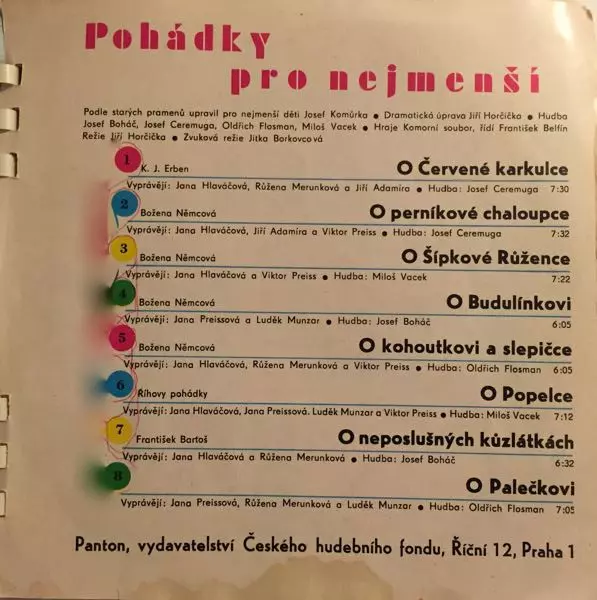 Pohádky
pro nejmenší
Podle starých pramenů upravil pro nejmenší děti Josef Komůrka ● Dramatická úprava Jiří Horčička ● Hudba
Josef Boháč, Josef Ceremuga, Oldřich Flosman, Miloš Vacek ● Hraje Komorní soubor, řídí František Belfín
Režie Jiří Horčička ● Zvuková režie Jitka Borkovcová
1 K. J. Erben O Červené karkulce
Vyprávějí: Jana Hlaváčová, Růžena Merunková a Jiří Adamíra ● Hudba: Josef Ceremuga 7:30
2 Božena Němcová O perníkové chaloupce
Vyprávějí: Jana Hlaváčová, Jiří Adamíra a Viktor Preiss ● Hudba: Josef Ceremuga 7:32
3 Božena Němcová O Šípkové Růžence
Vyprávějí: Jana Hlaváčová a Viktor Preiss ● Hudba: Miloš Vacek 7:22
4 Božena Němcová O Budulínkovi
Vyprávějí: Jana Preissová a Luděk Munzar ● Hudba: Josef Boháč 6:05
5 Božena Němcová O kohoutkovi a slepičce
Vyprávějí: Jana Hlaváčová, Růžena Merunková a Viktor Preiss ● Hudba: Oldřich Flosman 6:05
6 Říhovy pohádky O Popelce
Vyprávějí: Jana Hlaváčová, Jana Preissová. Luděk Munzar a Viktor Preiss ● Hudba: Miloš Vacek 7:12
7 František Bartoš O neposlušných kůzlátkách
Vyprávějí: Jana Hlaváčová a Růžena Merunková ● Hudba: Josef Boháč 6:32
8 O Palečkovi
Vyprávějí: Jana Preissová, Růžena Merunková a Luděk Munzar ● Hudba: Oldřich Flosman 7:05
Panton, vydavatelství Českého hudebního fondu, Říční 12, Praha 1